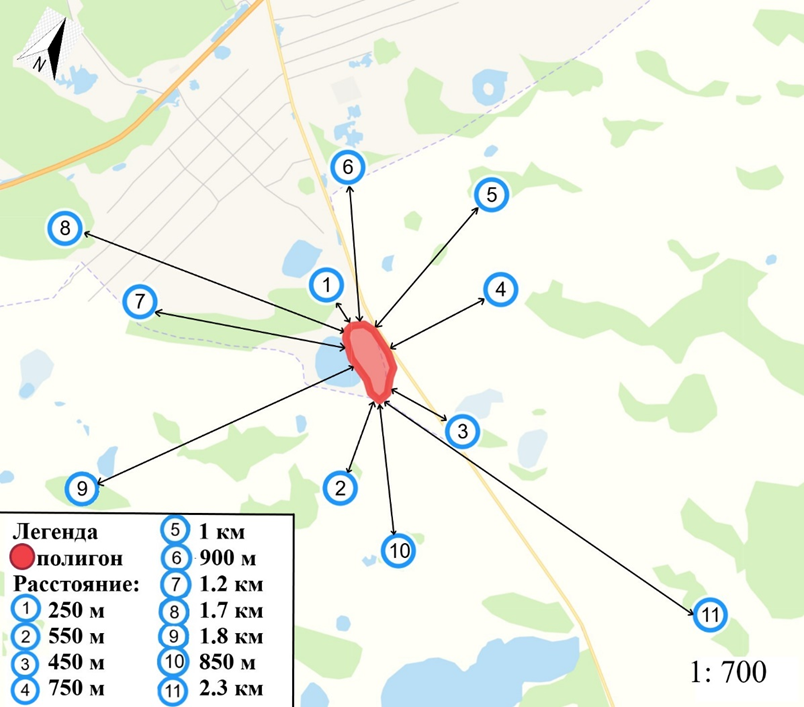 N
6
5
8
1
4
7
3
2
9
10
11
1: 700
Легенда
полигон
Расстояние:
1 250 м
2 550 м
3 450 м
4 750 м
5 1 км
6 900 м
7 1.2 км
8 1.7 км
9 1.8 км
10 850 м
11 2.3 км